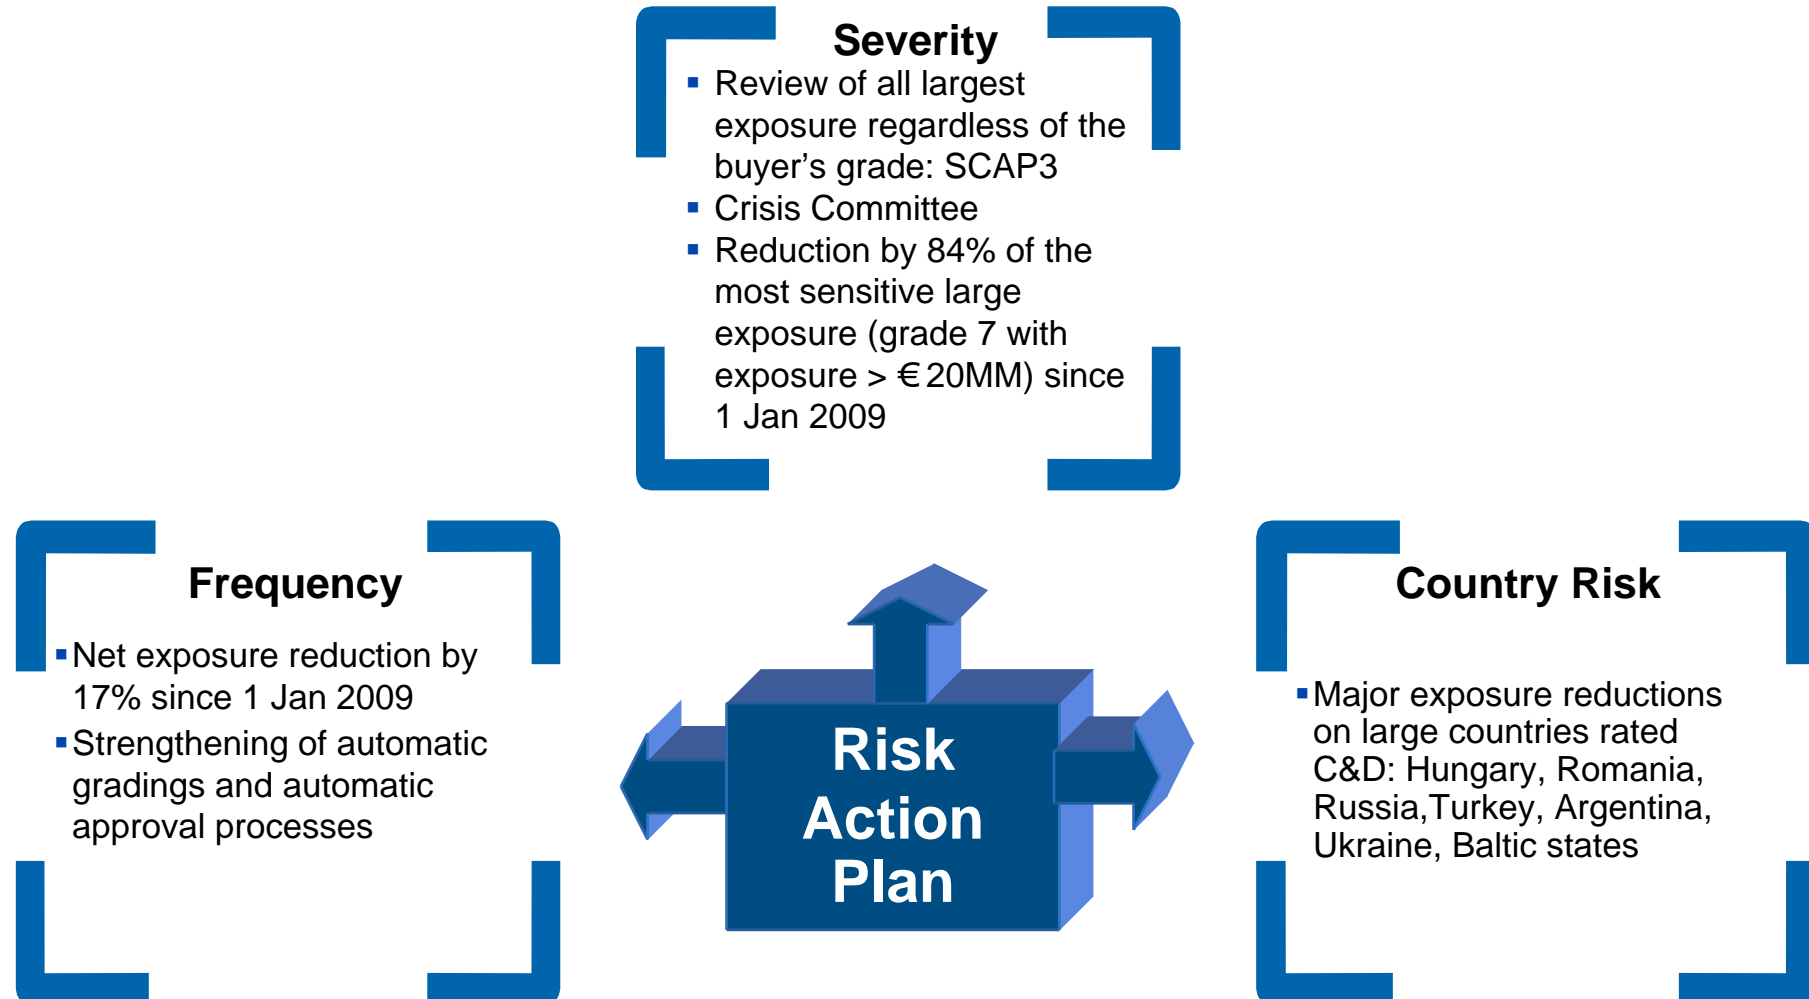 Severity
▪ Review of all largest
exposure regardless of the
buyer’s grade: SCAP3
▪ Crisis Committee
▪ Reduction by 84% of the
most sensitive large
exposure (grade 7 with
exposure > €20MM) since
1 Jan 2009
Frequency
▪Net exposure reduction by
17% since 1 Jan 2009
▪Strengthening of automatic
gradings and automatic
approval processes
Risk
Action
Plan
Country Risk
▪Major exposure reductions
on large countries rated
C&D: Hungary, Romania,
Russia,Turkey, Argentina,
Ukraine, Baltic states